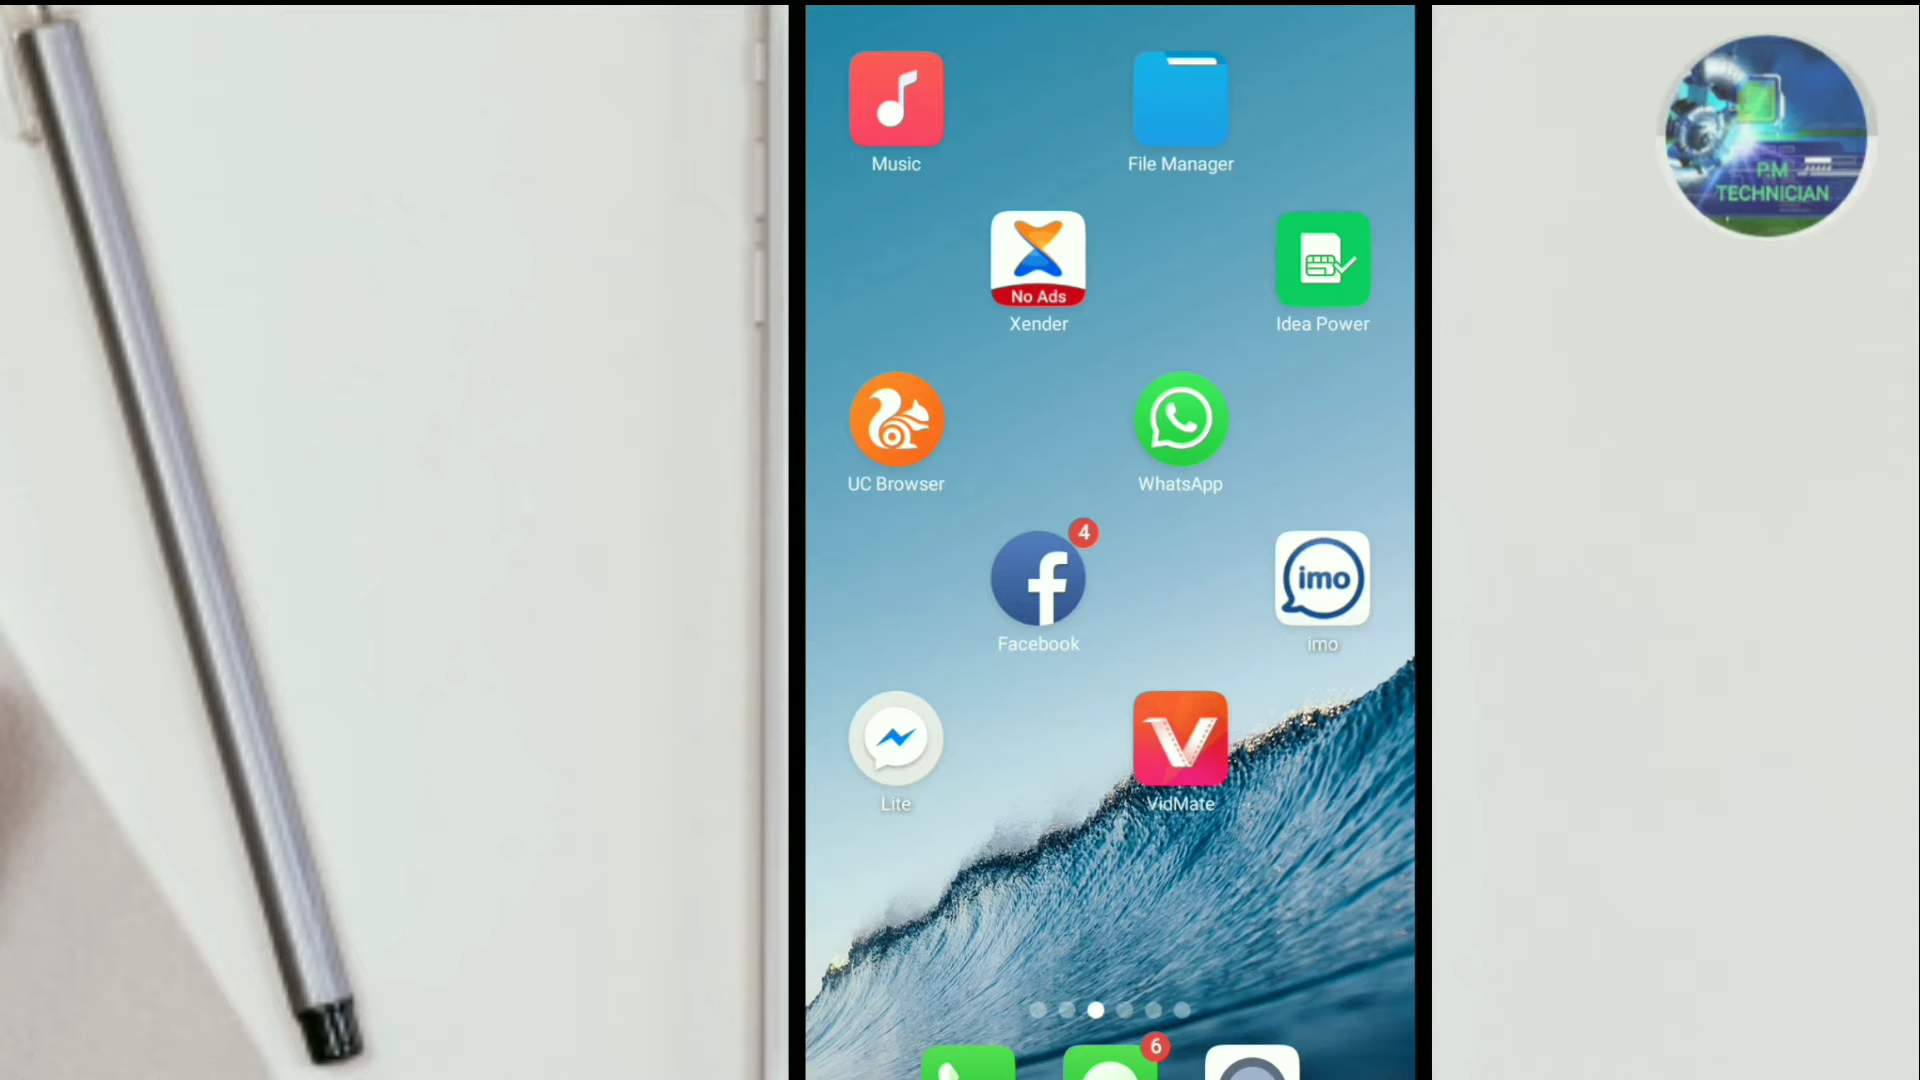 Music
File Manager
P.M
TECHNICIAN
No Ads
Xender
Idea Power
UC Browser
WhatsApp
4
f
imo
Facebook
imo
Lite
VidMate
6